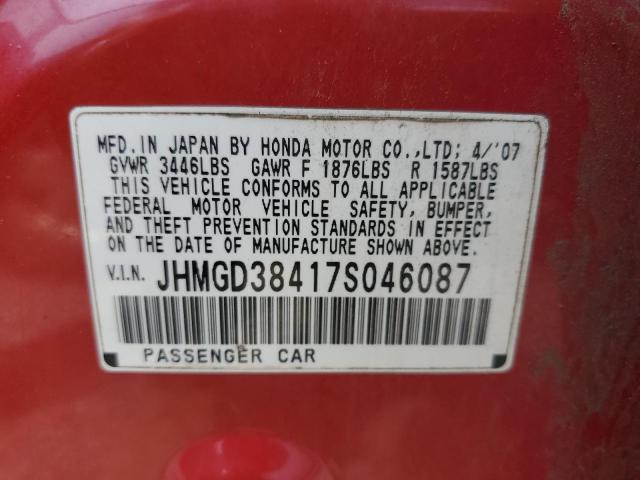 MFD. IN JAPAN BY HONDA MOTOR CO.,LTD; 4/'07
GVWR 3446LBS GAWR F 1876LBS R 1587LBS
THIS VEHICLE CONFORMS TO ALL APPLICABLE
FEDERAL MOTOR VEHICLE SAFETY, BUMPER,
AND THEFT PREVENTION STANDARDS IN EFFECT
ON THE DATE OF MANUFACTURE SHOWN ABOVE.
V.I.N. JHMGD38417S046087
PASSENGER CAR